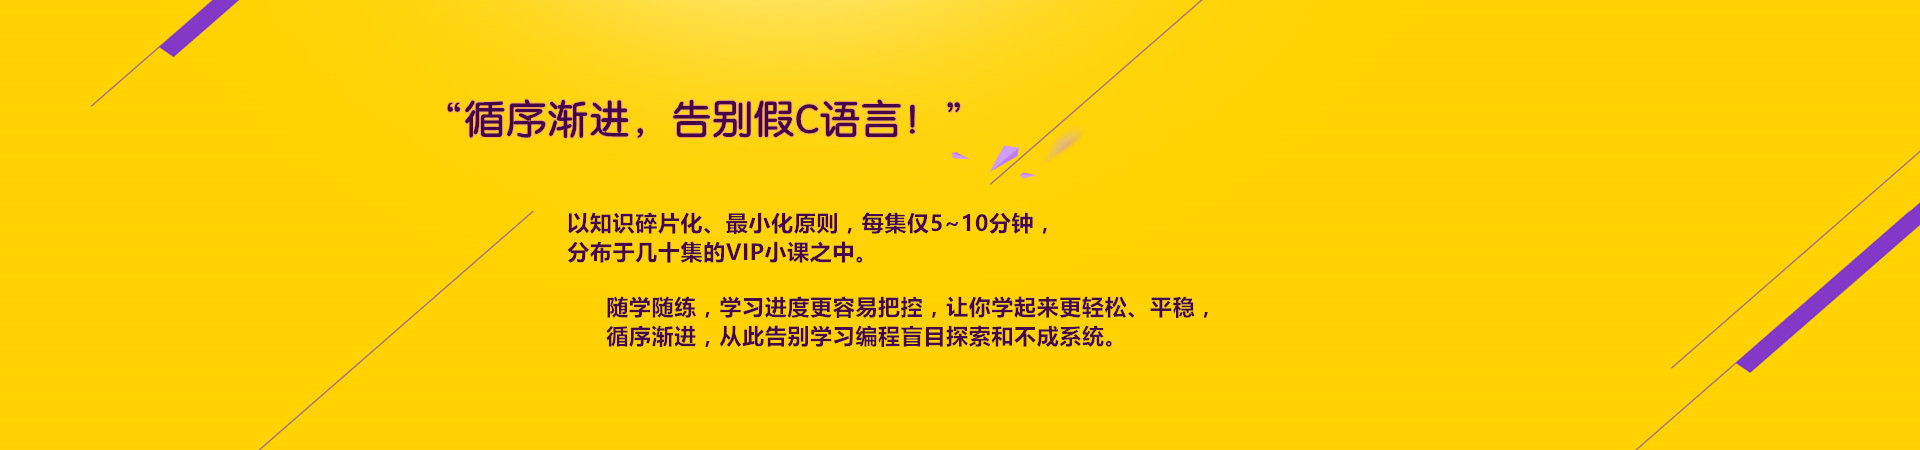 “循序渐进，告别假C语言！”
以知识碎片化、最小化原则，每集仅5~10分钟，
分布于几十集的VIP小课之中。
随学随练，学习进度更容易把控，让你学起来更轻松、平稳，
循序渐进，从此告别学习编程盲目探索和不成系统。